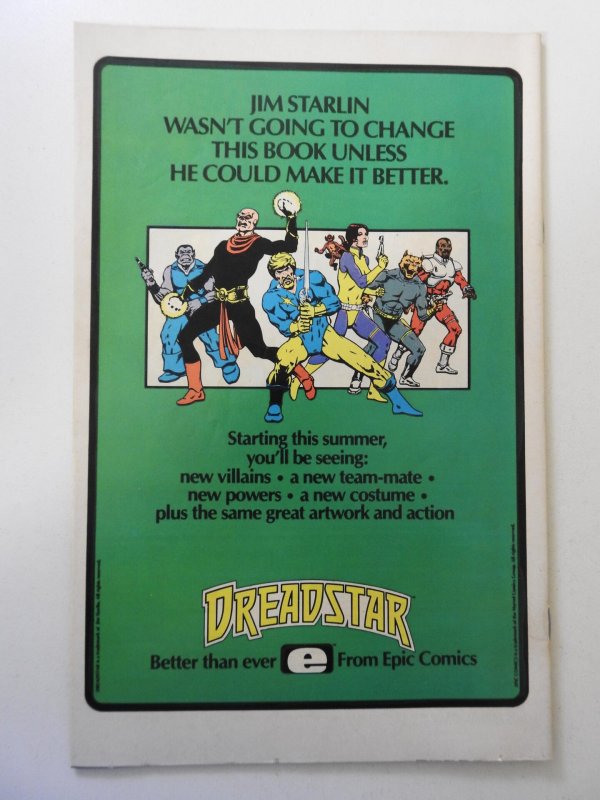 JIM STARLIN
WASN'T GOING TO CHANGE
THIS BOOK UNLESS
HE COULD MAKE IT BETTER.
Starting this summer,
you'll be seeing:
new villains • a new team-mate •
new powers • a new costume •
plus the same great artwork and action
DREADSTAR
Better than ever e From Epic Comics